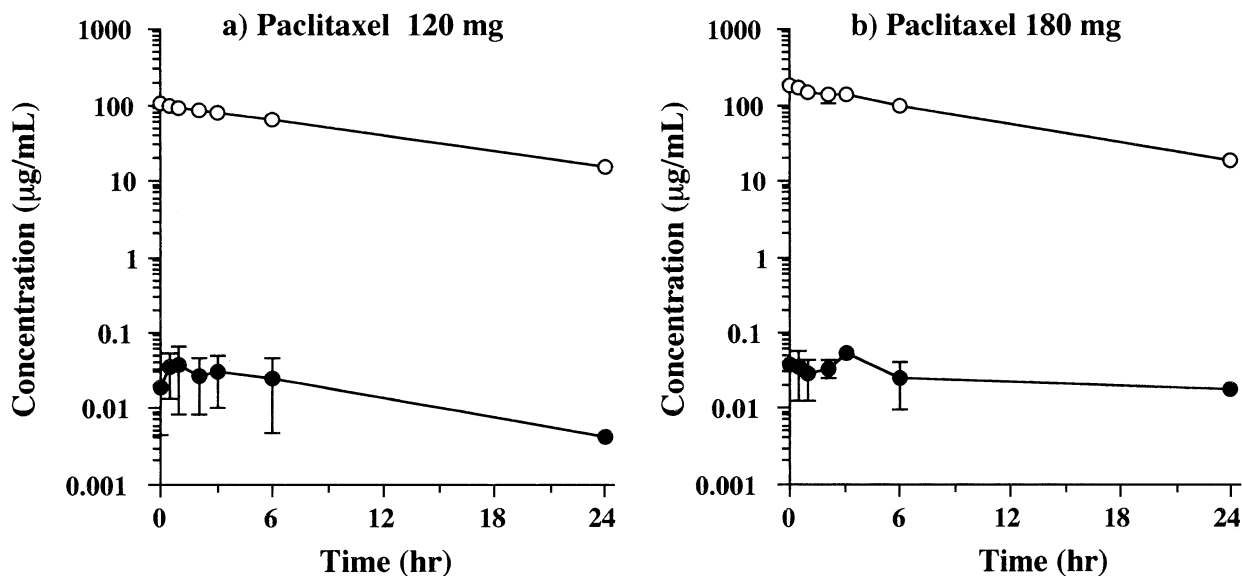 a) Paclitaxel 120 mg
1000
100
10
1
0.1
0.01
0.001
Concentration (µg/mL)
0 6 12 18 24
Time (hr)
b) Paclitaxel 180 mg
1000
100
10
1
0.1
0.01
0.001
Concentration (µg/mL)
0 6 12 18 24
Time (hr)